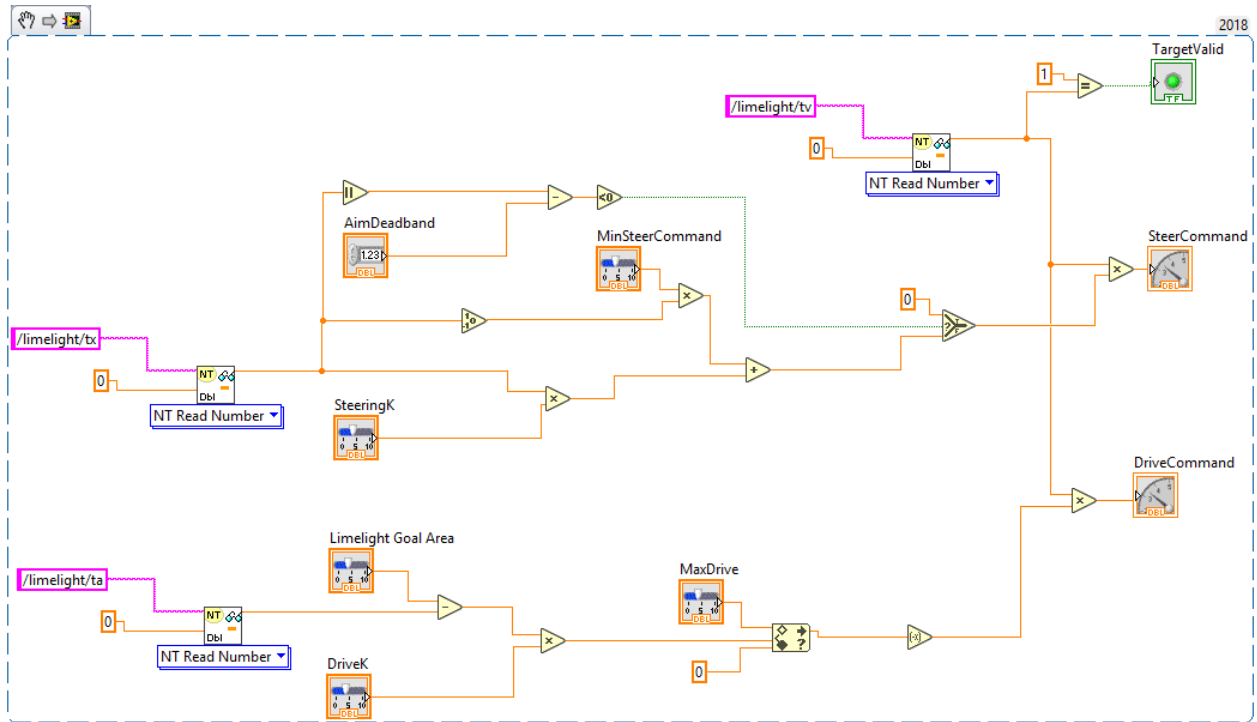 2018
TargetValid
1
=
TF
/limelight/tv
0
NT
Dbl
NT Read Number
AimDeadband
1.23
DBL
<0
MinSteerCommand
0 5 10
DBL
SteerCommand
DBL
0
/limelight/tx
0
NT
Dbl
NT Read Number
SteeringK
0 5 10
DBL
DriveCommand
DBL
Limelight Goal Area
0 5 10
DBL
MaxDrive
0 5 10
DBL
/limelight/ta
0
NT
Dbl
NT Read Number
0
DriveK
0 5 10
DBL